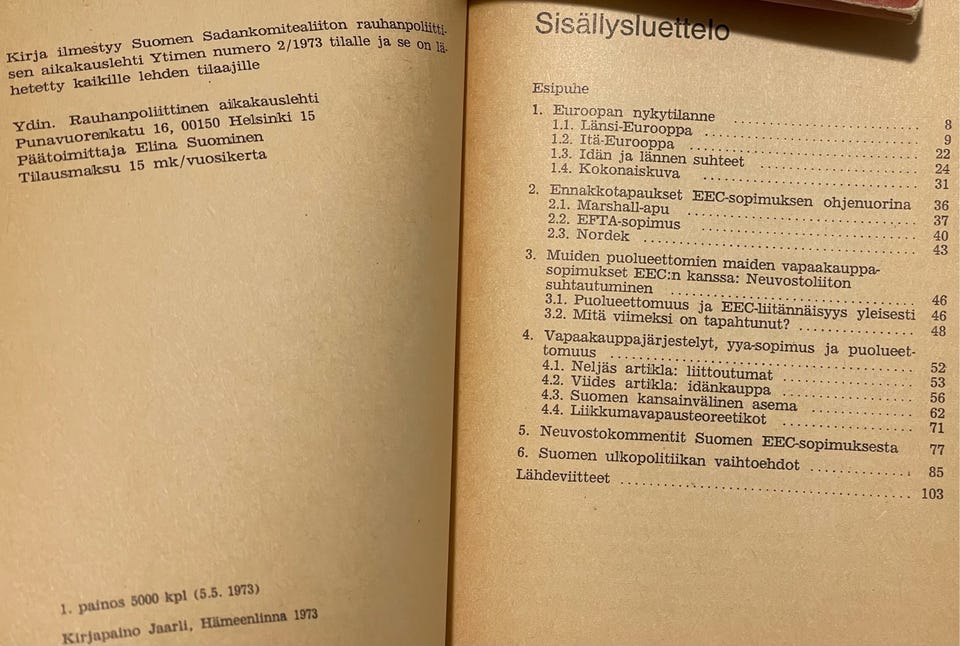 Kirja ilmestyy Suomen Sadankomitealiiton rauhanpoliitti-
sen aikakauslehti Ytimen numero 2/1973 tilalle ja se on lä-
hetetty kaikille lehden tilaajille
Ydin. Rauhanpoliittinen aikakauslehti
Punavuorenkatu 16, 00150 Helsinki 15
Päätoimittaja Elina Suominen
Tilausmaksu 15 mk/vuosikerta
1. painos 5000 kpl (5.5. 1973)
Kirjapaino Jaarli, Hämeenlinna 1973
Sisällysluettelo
Esipuhe
1. Euroopan nykytilanne .......... 8
1.1. Länsi-Eurooppa .......... 9
1.2. Itä-Eurooppa .......... 22
1.3. Idän ja lännen suhteet .......... 24
1.4. Kokonaiskuva .......... 31
2. Ennakkotapaukset EEC-sopimuksen ohjenuorina 36
2.1. Marshall-apu .......... 37
2.2. EFTA-sopimus .......... 40
2.3. Nordek .......... 43
3. Muiden puolueettomien maiden vapaakauppa-
sopimukset EEC:n kanssa: Neuvostoliiton
suhtautuminen .......... 46
3.1. Puolueettomuus ja EEC-liitännäisyys yleisesti 46
3.2. Mitä viimeksi on tapahtunut? .......... 48
4. Vapaakauppajärjestelyt, yya-sopimus ja puolueet-
tomuus .......... 52
4.1. Neljäs artikla: liittoutumat .......... 53
4.2. Viides artikla: idänkauppa .......... 56
4.3. Suomen kansainvälinen asema .......... 62
4.4. Liikkumavapausteoreetikot .......... 71
5. Neuvostokommentit Suomen EEC-sopimuksesta 77
6. Suomen ulkopolitiikan vaihtoehdot .......... 85
Lähdeviitteet .......... 103